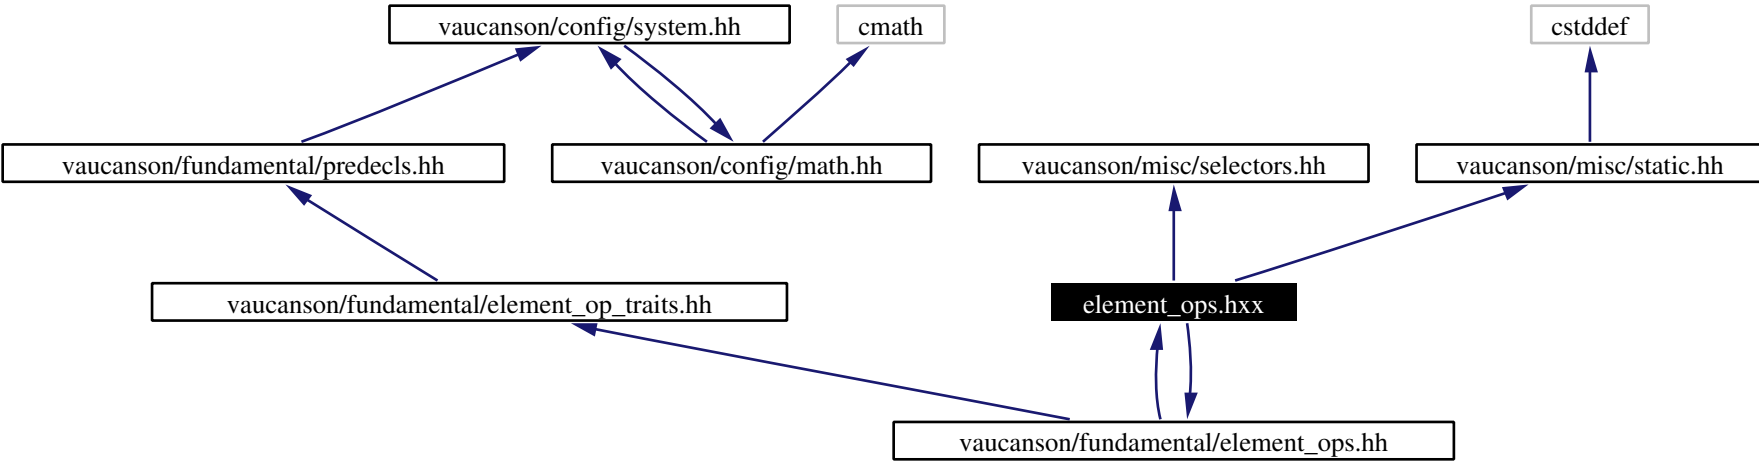 vaucanson/config/system.hh
cmath
cstddef
vaucanson/fundamental/predecls.hh
vaucanson/config/math.hh
vaucanson/misc/selectors.hh
vaucanson/misc/static.hh
vaucanson/fundamental/element_op_traits.hh
element_ops.hxx
vaucanson/fundamental/element_ops.hh